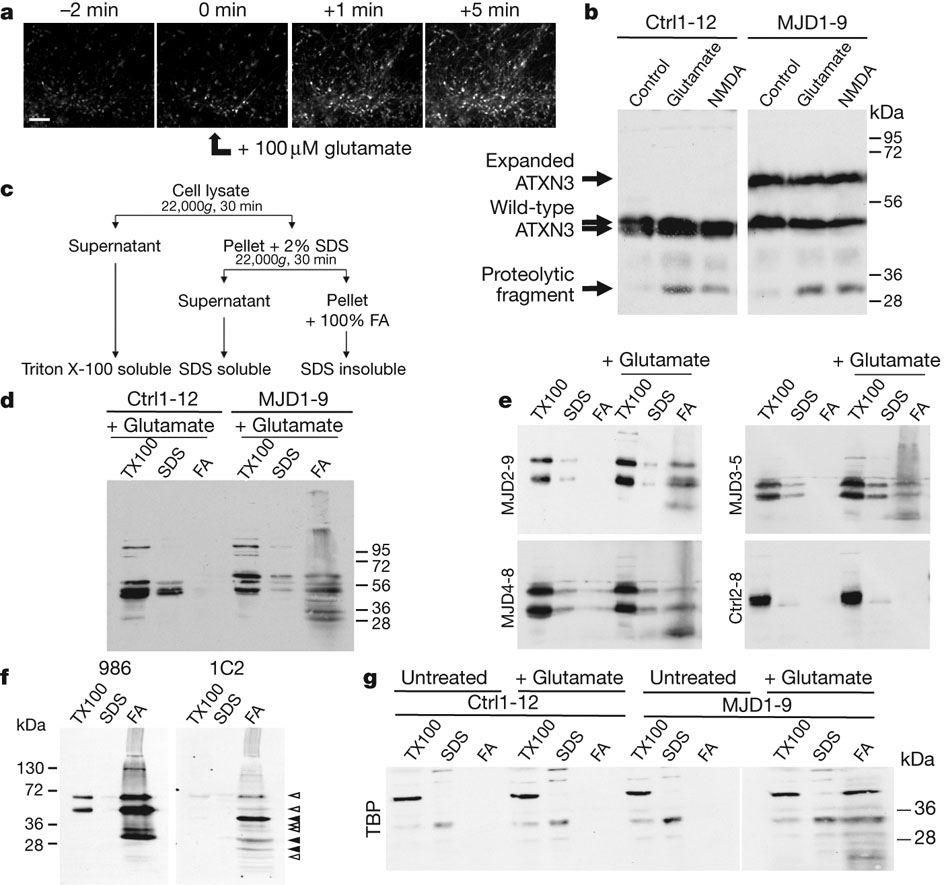 a
−2 min 0 min +1 min +5 min
+ 100 μM glutamate
b
Ctrl1-12 MJD1-9
Control Glutamate NMDA Control Glutamate NMDA
kDa
95
72
Expanded
ATXN3
56
Wild-type
ATXN3
Proteolytic
fragment
36
28
c
Cell lysate
22,000g, 30 min
Supernatant Pellet + 2% SDS
22,000g, 30 min
Supernatant Pellet
+ 100% FA
Triton X-100 soluble SDS soluble SDS insoluble
d
Ctrl1-12 MJD1-9
+ Glutamate + Glutamate
TX100 SDS FA TX100 SDS FA
95
72
56
36
28
e
+ Glutamate + Glutamate
TX100 SDS FA TX100 SDS FA TX100 SDS FA TX100 SDS FA
MJD2-9 MJD3-5
MJD4-8 Ctrl2-8
f
986 1C2
TX100 SDS FA TX100 SDS FA
kDa
130
72
36
28
g
Untreated + Glutamate Untreated + Glutamate
Ctrl1-12 MJD1-9
TX100 SDS FA TX100 SDS FA TX100 SDS FA TX100 SDS FA
kDa
TBP
36
28